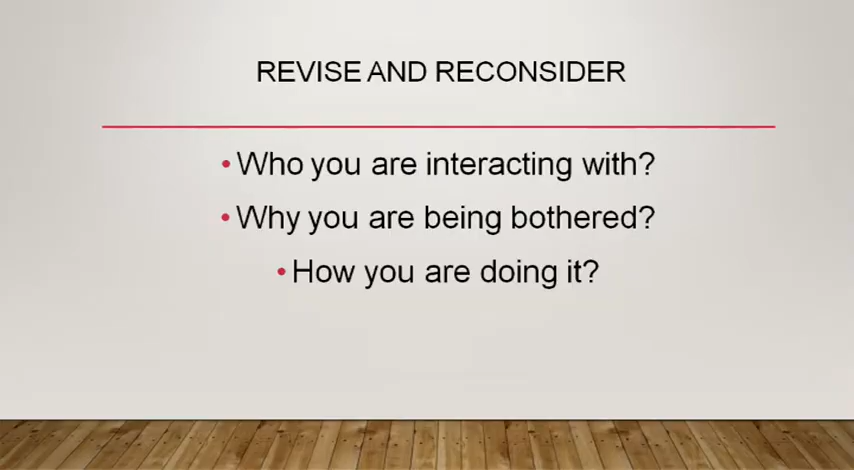 REVISE AND RECONSIDER
• Who you are interacting with?
• Why you are being bothered?
• How you are doing it?